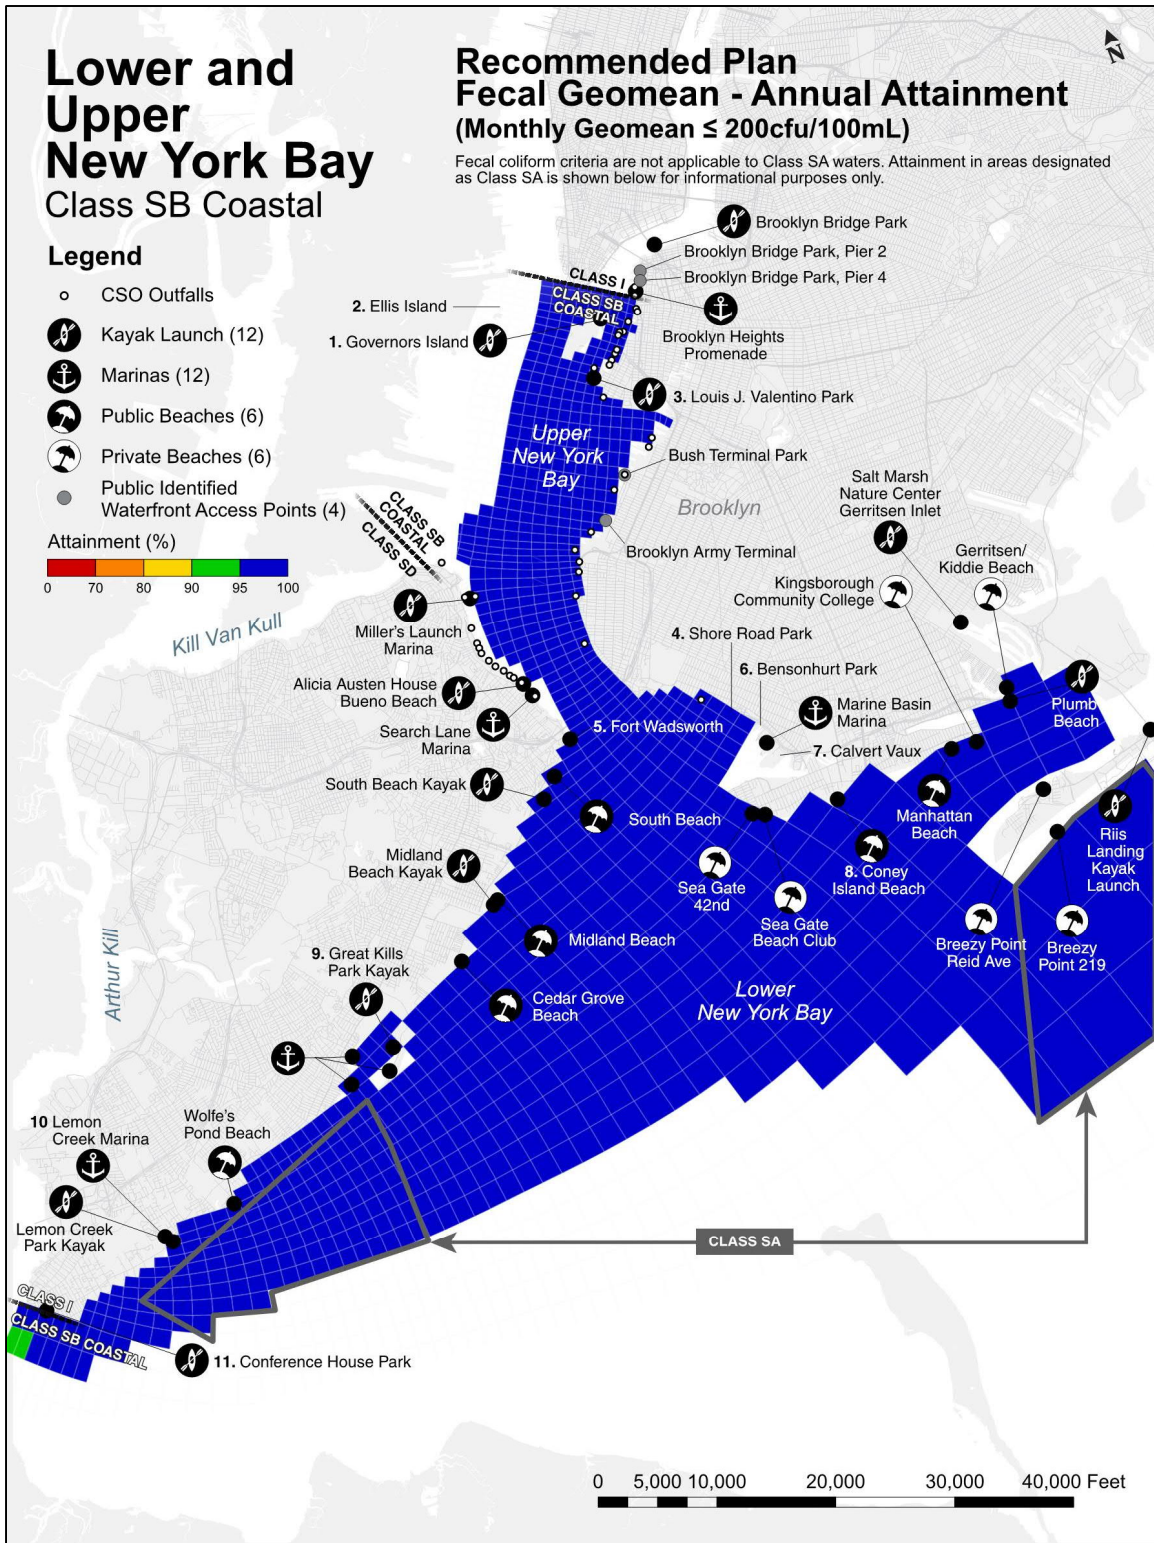 Lower and
Upper
New York Bay
Class SB Coastal
Recommended Plan
Fecal Geomean - Annual Attainment
(Monthly Geomean ≤ 200cfu/100mL)
Fecal coliform criteria are not applicable to Class SA waters. Attainment in areas designated
as Class SA is shown below for informational purposes only.
N
Legend
CSO Outfalls
Kayak Launch (12)
Marinas (12)
Public Beaches (6)
Private Beaches (6)
Public Identified
Waterfront Access Points (4)
Attainment (%)
0 70 80 90 95 100
Brooklyn Bridge Park
Brooklyn Bridge Park, Pier 2
Brooklyn Bridge Park, Pier 4
CLASS I
CLASS SB
COASTAL
2. Ellis Island
1. Governors Island
Brooklyn Heights
Promenade
3. Louis J. Valentino Park
Upper
New York
Bay
Bush Terminal Park
Brooklyn
Brooklyn Army Terminal
Salt Marsh
Nature Center
Gerritsen Inlet
Gerritsen/
Kiddie Beach
Kingsborough
Community College
CLASS SB
COASTAL
CLASS SD
Kill Van Kull
Miller's Launch
Marina
4. Shore Road Park
6. Bensonhurt Park
Alicia Austen House
Bueno Beach
Search Lane
Marina
5. Fort Wadsworth
Marine Basin
Marina
7. Calvert Vaux
Plumb
Beach
South Beach Kayak
South Beach
Manhattan
Beach
Riis
Landing
Kayak
Launch
Midland
Beach Kayak
Sea Gate
42nd
8. Coney
Island Beach
Sea Gate
Beach Club
Breezy Point
Reid Ave
Breezy
Point 219
Midland Beach
9. Great Kills
Park Kayak
Arthur Kill
Cedar Grove
Beach
Lower
New York Bay
10 Lemon
Creek Marina
Wolfe's
Pond Beach
Lemon Creek
Park Kayak
CLASS SA
CLASS I
CLASS SB COASTAL
11. Conference House Park
0 5,000 10,000 20,000 30,000 40,000 Feet